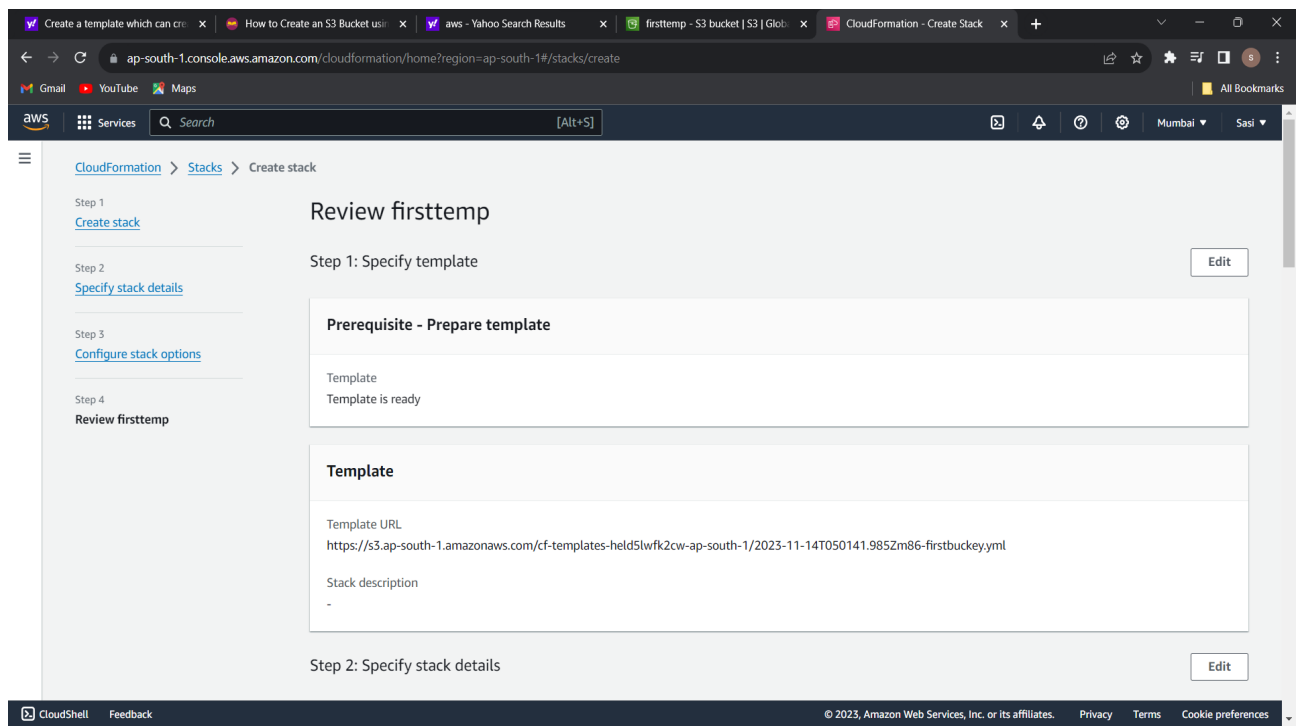 Create a template which can cre
How to Create an S3 Bucket usin
aws - Yahoo Search Results
firsttemp - S3 bucket | S3 | Glob
CloudFormation - Create Stack
ap-south-1.console.aws.amazon.com/cloudformation/home?region=ap-south-1#/stacks/create
S
Gmail
YouTube
Maps
All Bookmarks
aws
Services
Search
[Alt+S]
Mumbai
Sasi
CloudFormation
Stacks
Create stack
Step 1
Create stack
Step 2
Specify stack details
Step 3
Configure stack options
Step 4
Review firsttemp
Review firsttemp
Step 1: Specify template
Edit
Prerequisite - Prepare template
Template
Template is ready
Template
Template URL
https://s3.ap-south-1.amazonaws.com/cf-templates-held5lwfk2cw-ap-south-1/2023-11-14T050141.985Zm86-firstbuckey.yml
Stack description
-
Step 2: Specify stack details
Edit
CloudShell
Feedback
© 2023, Amazon Web Services, Inc. or its affiliates.
Privacy
Terms
Cookie preferences